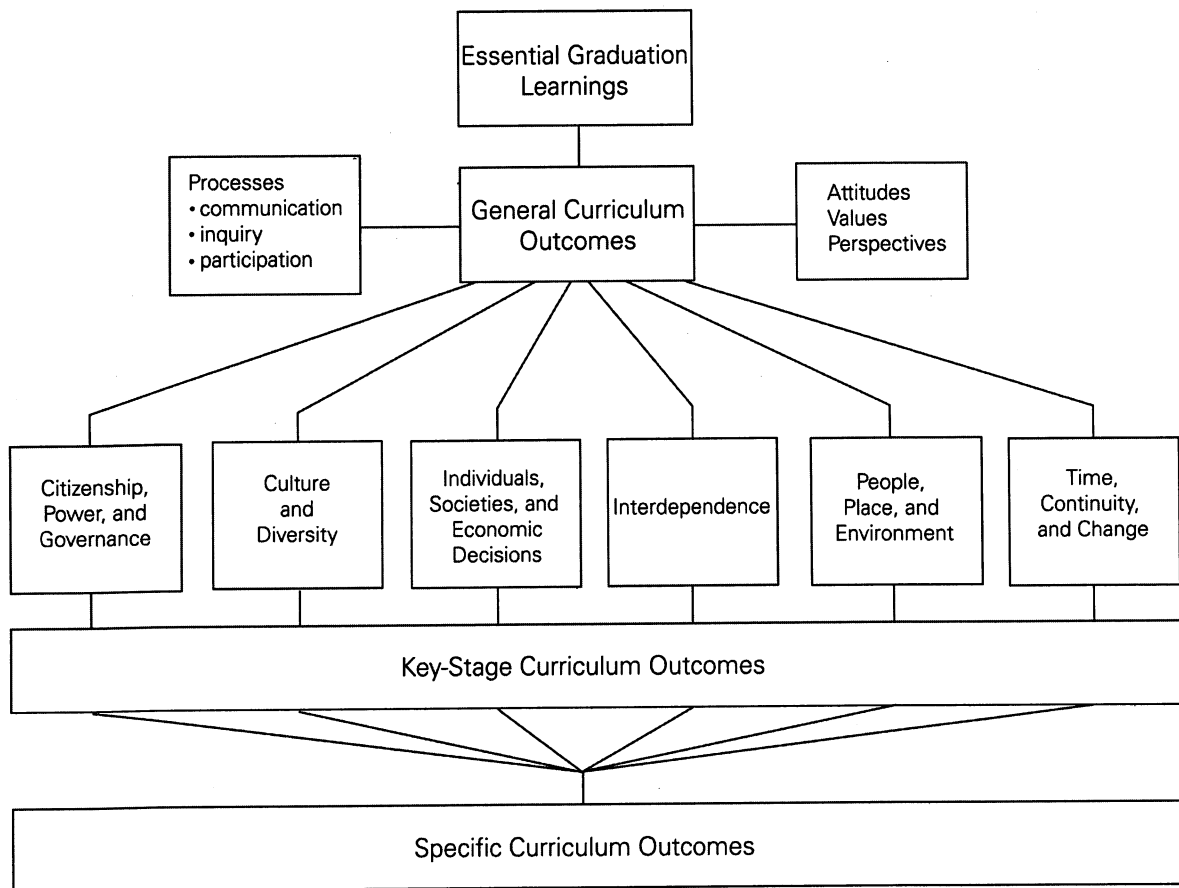 Essential Graduation
Learnings
Processes
• communication
• inquiry
• participation
General Curriculum
Outcomes
Attitudes
Values
Perspectives
Citizenship,
Power, and
Governance
Culture
and
Diversity
Individuals,
Societies, and
Economic
Decisions
Interdependence
People,
Place, and
Environment
Time,
Continuity,
and Change
Key-Stage Curriculum Outcomes
Specific Curriculum Outcomes